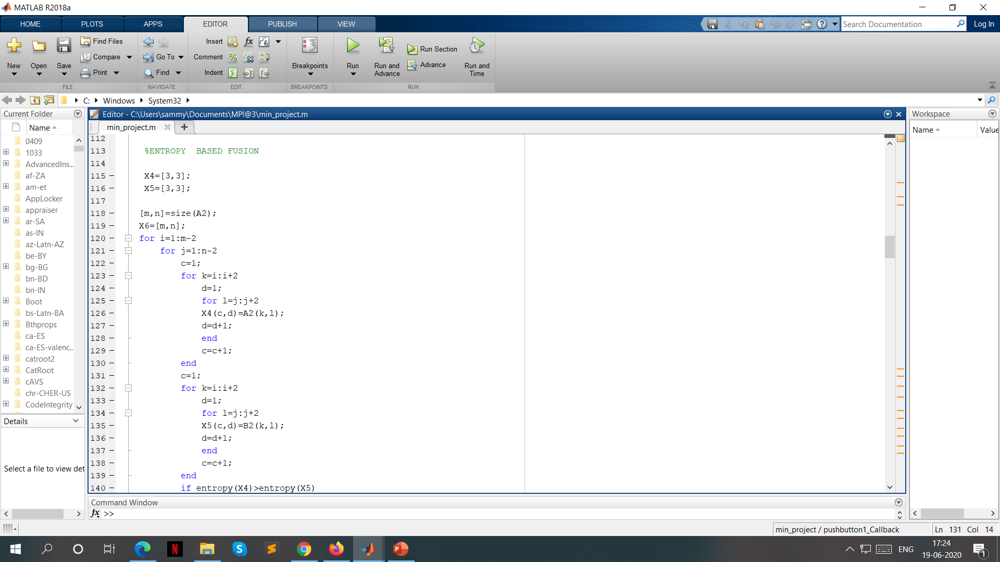 MATLAB R2018a
HOME PLOTS APPS EDITOR PUBLISH VIEW
Search Documentation Log In
New Open Save
Find Files
Compare
Print
Go To
Find
Insert
Comment
Indent
fx
Breakpoints
Run
Run and Advance
Run Section
Advance
Run and Time
FILE NAVIGATE EDIT BREAKPOINTS RUN
C: Windows System32
Current Folder
Name
0409
1033
AdvancedIns...
af-ZA
am-et
AppLocker
appraiser
ar-SA
as-IN
az-Latn-AZ
be-BY
bg-BG
bn-BD
bn-IN
Boot
bs-Latn-BA
Bthprops
ca-ES
ca-ES-valenc...
catroot2
CatRoot
cAVS
chr-CHER-US
CodeIntegrity
Details
Select a file to view det
Editor - C:\Users\sammy\Documents\MP!@3\min_project.m
min_project.m
112
113 %ENTROPY  BASED FUSION
114
115 X4=[3,3];
116 X5=[3,3];
117
118 [m,n]=size(A2);
119 X6=[m,n];
120 for i=1:m-2
121 for j=1:n-2
122 c=1;
123 for k=i:i+2
124 d=1;
125 for l=j:j+2
126 X4(c,d)=A2(k,l);
127 d=d+1;
128 end
129 c=c+1;
130 end
131 c=1;
132 for k=i:i+2
133 d=1;
134 for l=j:j+2
135 X5(c,d)=B2(k,l);
136 d=d+1;
137 end
138 c=c+1;
139 end
140 if entropy(X4)>entropy(X5)
Command Window
fx >>
Workspace
Name Value
min_project / pushbutton1_Callback
Ln 131 Col 14
ENG
17:24
19-06-2020
1